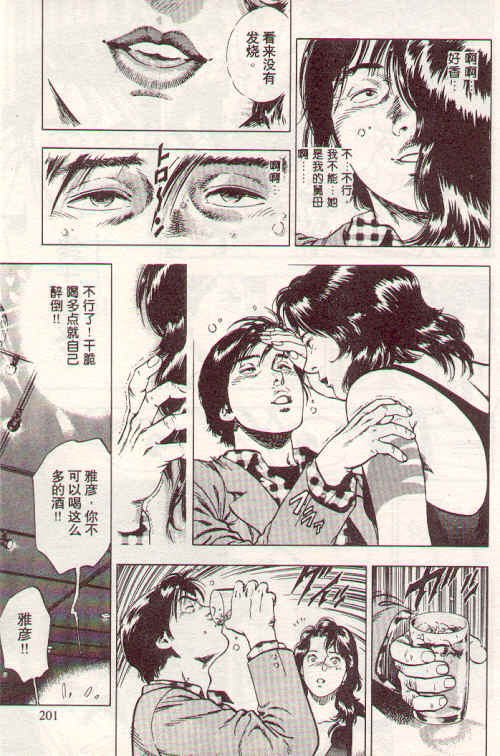 啊啊…
好香!…
不…不行
我不能…她
是我的舅母
啊……
看来没有
发烧。
啊啊…
トロ～ン
不行了!干脆
喝多点就自己
醉倒!!
雅彦,你不
可以喝这么
多的酒!!
雅彦!!
201